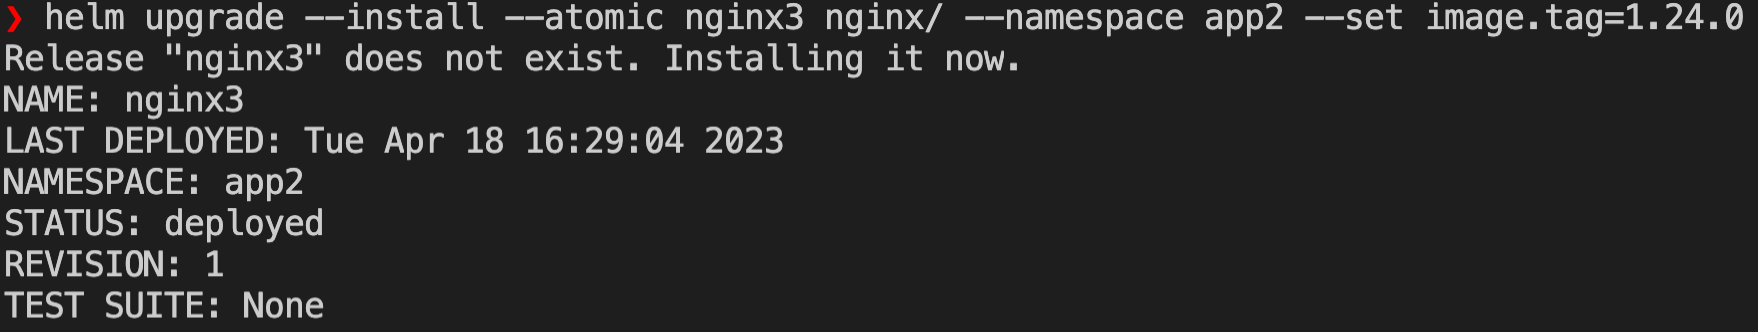 ❯ helm upgrade --install --atomic nginx3 nginx/ --namespace app2 --set image.tag=1.24.0
Release "nginx3" does not exist. Installing it now.
NAME: nginx3
LAST DEPLOYED: Tue Apr 18 16:29:04 2023
NAMESPACE: app2
STATUS: deployed
REVISION: 1
TEST SUITE: None